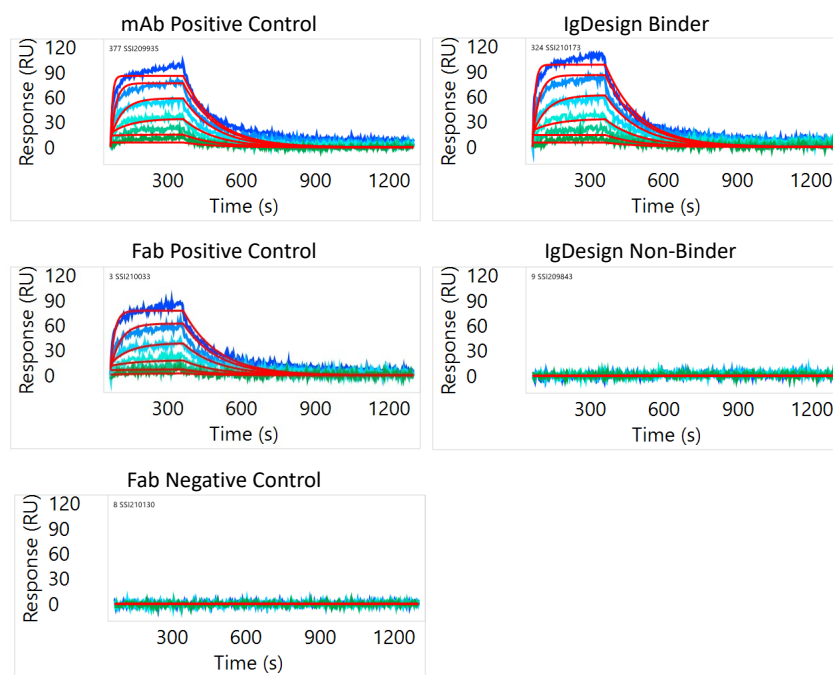 mAb Positive Control
377 SSI209935
Response (RU)
120
90
60
30
0
300 600 900 1200
Time (s)
IgDesign Binder
324 SSI210173
Response (RU)
120
90
60
30
0
300 600 900 1200
Time (s)
Fab Positive Control
3 SSI210033
Response (RU)
120
90
60
30
0
300 600 900 1200
Time (s)
IgDesign Non-Binder
9 SSI209843
Response (RU)
120
90
60
30
0
300 600 900 1200
Time (s)
Fab Negative Control
8 SSI210130
Response (RU)
120
90
60
30
0
300 600 900 1200
Time (s)